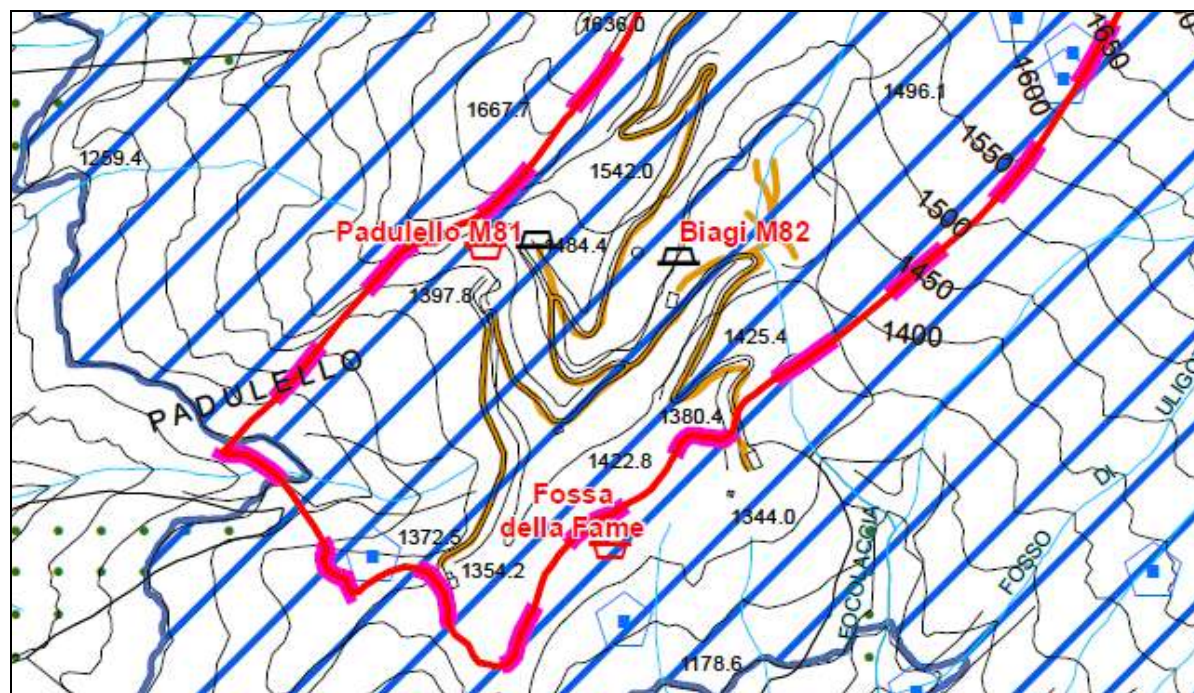 1636.0
1650
1667.7
1496.1
1600
1259.4
1542.0
1550
Padulello M81
Biagi M82
1500
1484.4
1450
1397.8
1425.4
1400
PADULELLO
ULIGO
1380.4
1422.8
DI
Fossa
della Fame
1344.0
1372.5
1354.2
FOCOLACCIA
FOSSO
1178.6